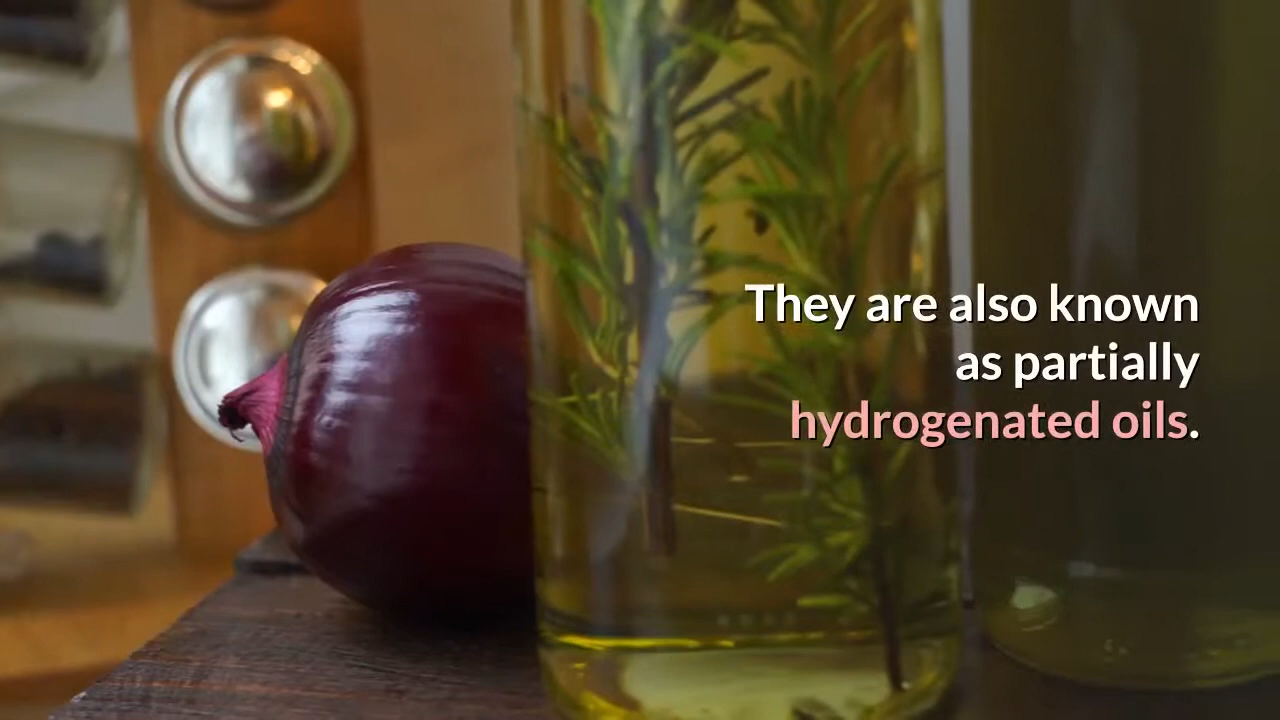 They are also known
as partially
hydrogenated oils.